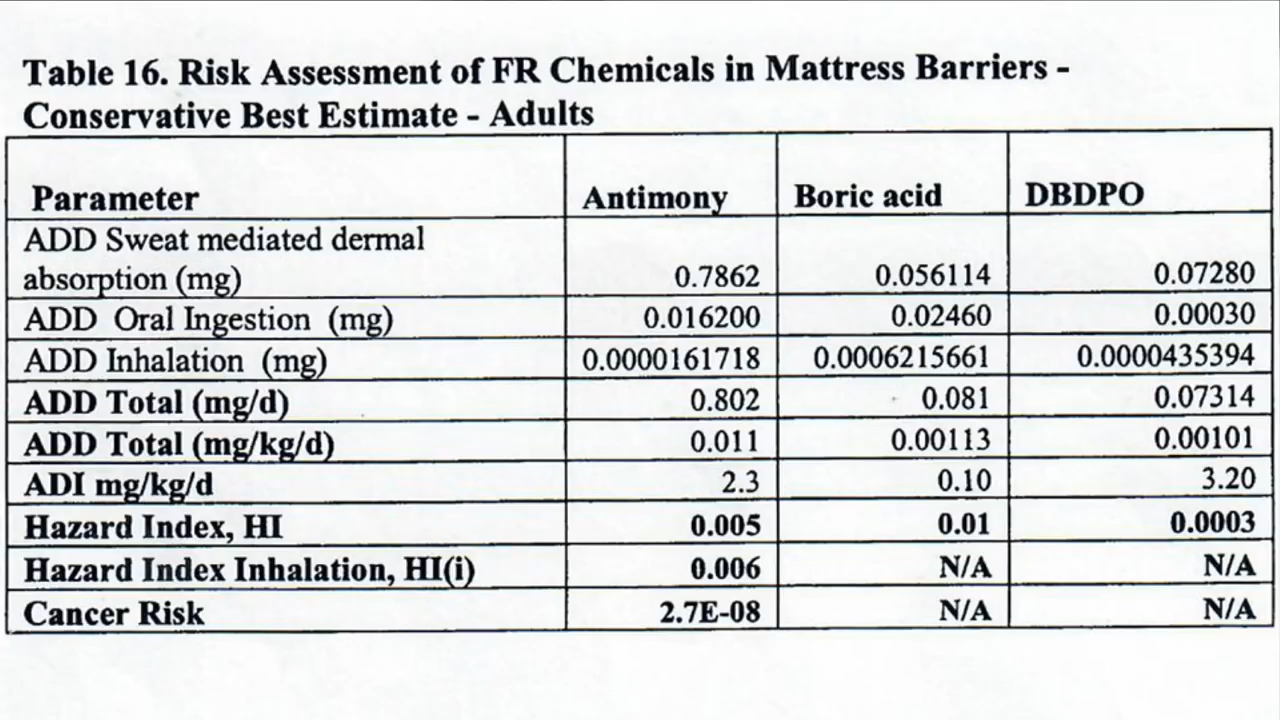 Table 16. Risk Assessment of FR Chemicals in Mattress Barriers -
Conservative Best Estimate - Adults
Parameter Antimony Boric acid DBDPO
ADD Sweat mediated dermal
absorption (mg) 0.7862 0.056114 0.07280
ADD Oral Ingestion (mg) 0.016200 0.02460 0.00030
ADD Inhalation (mg) 0.0000161718 0.0006215661 0.0000435394
ADD Total (mg/d) 0.802 0.081 0.07314
ADD Total (mg/kg/d) 0.011 0.00113 0.00101
ADI mg/kg/d 2.3 0.10 3.20
Hazard Index, HI 0.005 0.01 0.0003
Hazard Index Inhalation, HI(i) 0.006 N/A N/A
Cancer Risk 2.7E-08 N/A N/A